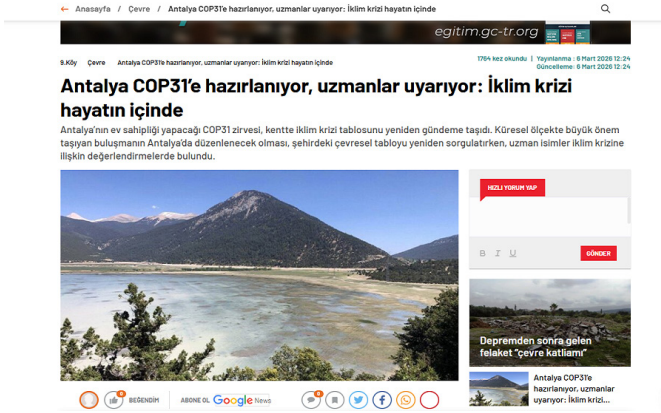 ← Anasayfa / Çevre / Antalya COP31'e hazırlanıyor, uzmanlar uyarıyor: İklim krizi hayatın içinde
egitim.gc-tr.org
9.Köy Çevre Antalya COP31'e hazırlanıyor, uzmanlar uyarıyor: İklim krizi hayatın içinde
1764 kez okundu | Yayınlanma : 6 Mart 2026 12:24
Güncelleme: 6 Mart 2026 12:24
Antalya COP31'e hazırlanıyor, uzmanlar uyarıyor: İklim krizi
hayatın içinde
Antalya'nın ev sahipliği yapacağı COP31 zirvesi, kentte iklim krizi tablosunu yeniden gündeme taşıdı. Küresel ölçekte büyük önem
taşıyan buluşmanın Antalya'da düzenlenecek olması, şehirdeki çevresel tabloyu yeniden sorgulatırken, uzman isimler iklim krizine
ilişkin değerlendirmelerde bulundu.
HIZLI YORUM YAP
B I U
GÖNDER
Depremden sonra gelen
felaket "çevre katliamı"
Antalya COP31'e
hazırlanıyor, uzmanlar
uyarıyor: İklim krizi...
BEĞENDİM
ABONE OL Google News